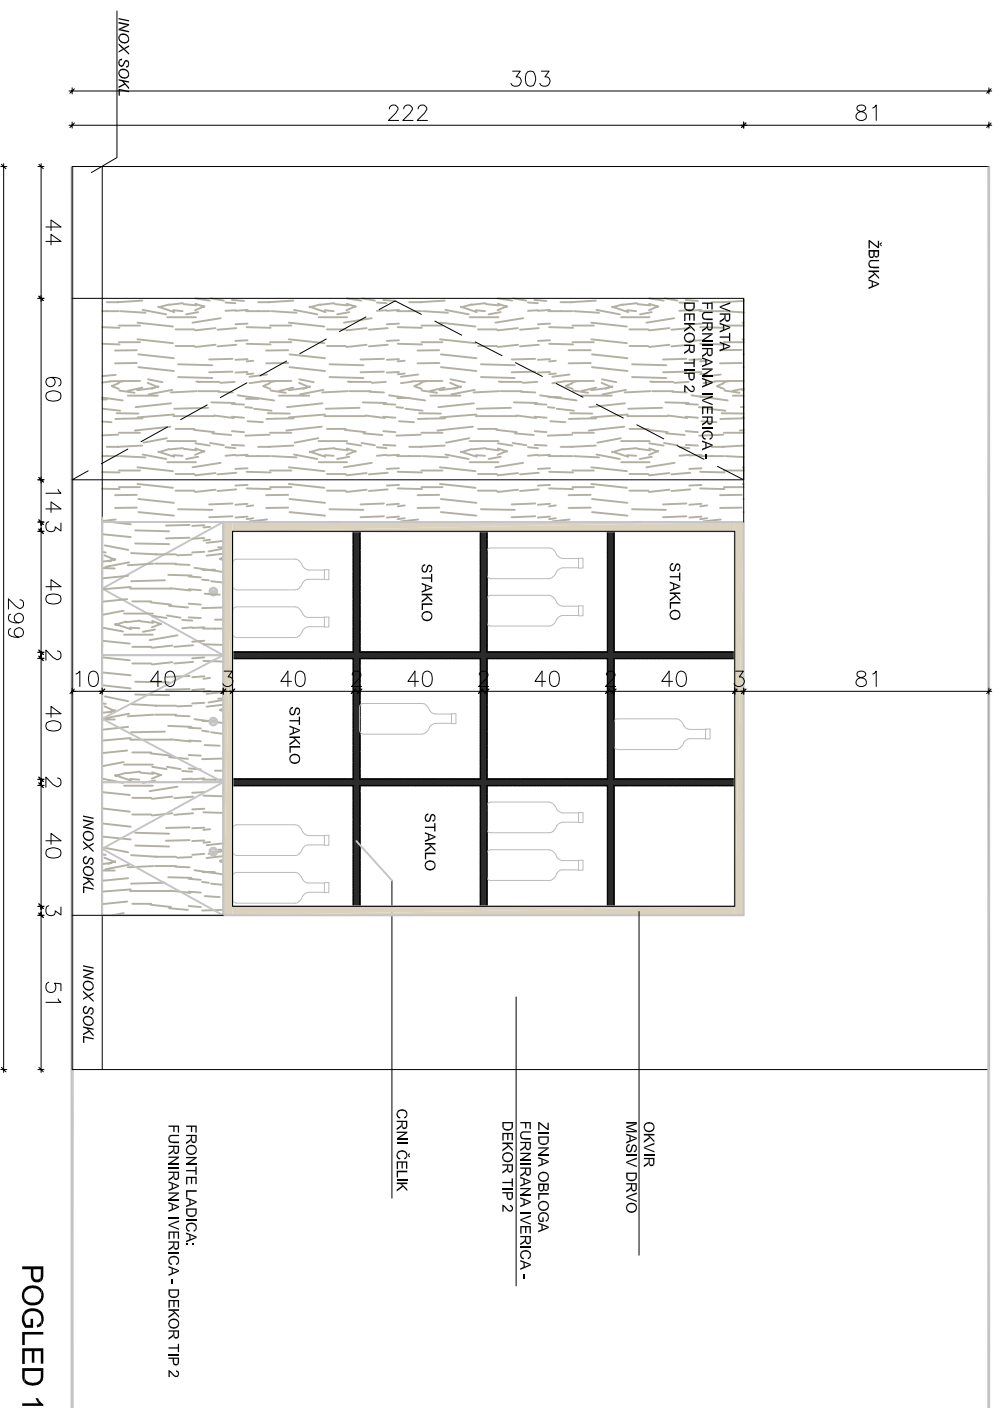 INOX SOKL
303
222
81
ŽBUKA
44
60
14
3
40
2
40
2
40
3
51
299
VRATA
FURNIRANA IVERICA -
DEKOR TIP 2
STAKLO
STAKLO
STAKLO
STAKLO
10
40
3
40
2
40
2
40
2
40
3
81
INOX SOKL
INOX SOKL
OKVIR
MASIV DRVO
ZIDNA OBLOGA
FURNIRANA IVERICA -
DEKOR TIP 2
CRNI ČELIK
FRONTE LADICA:
FURNIRANA IVERICA - DEKOR TIP 2
POGLED 1